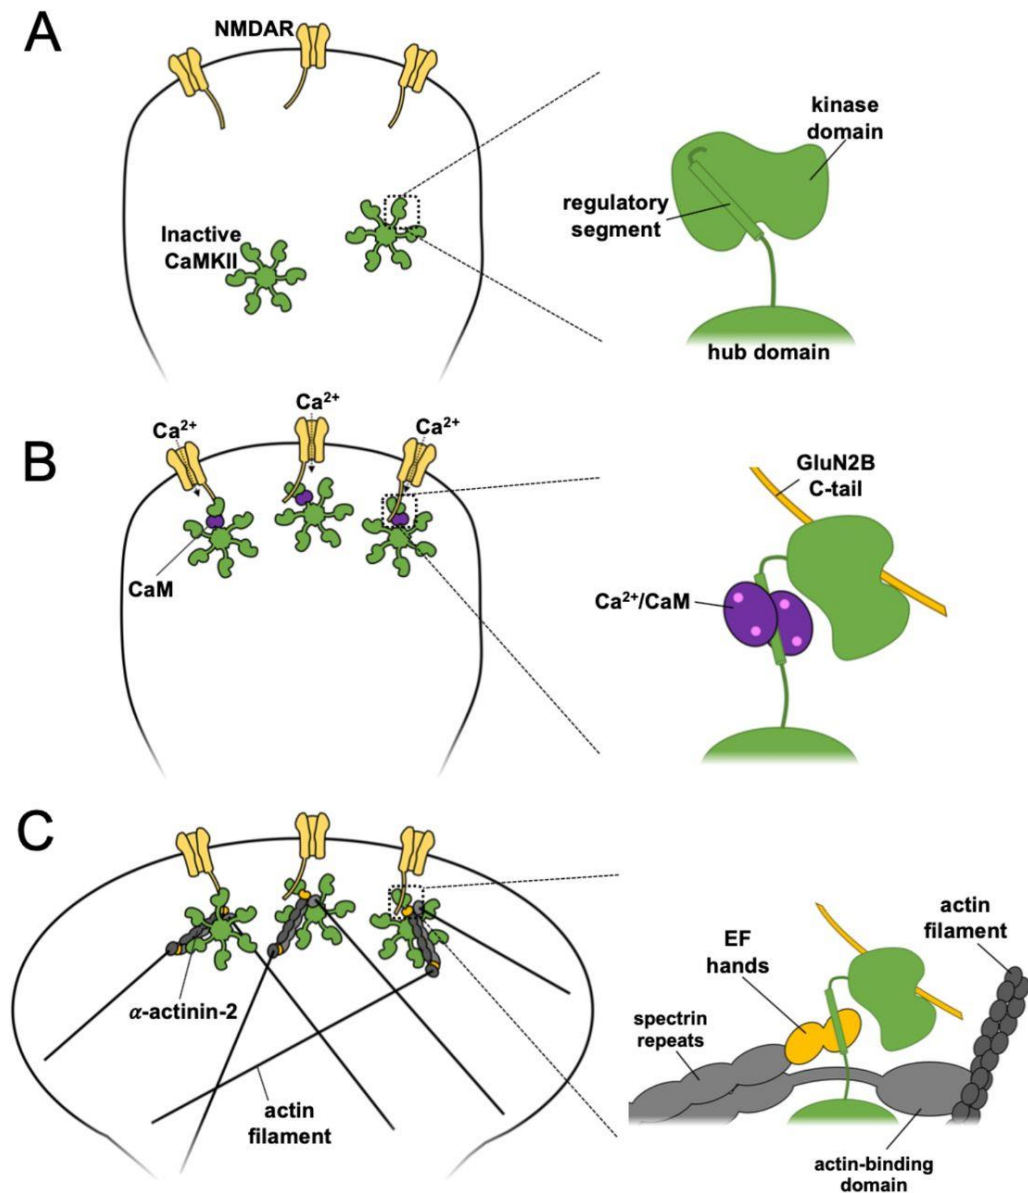 A
NMDAR
Inactive
CaMKII
kinase
domain
regulatory
segment
hub domain
B
Ca²⁺
Ca²⁺
Ca²⁺
CaM
GluN2B
C-tail
Ca²⁺/CaM
C
α-actinin-2
actin
filament
EF
hands
actin
filament
spectrin
repeats
actin-binding
domain